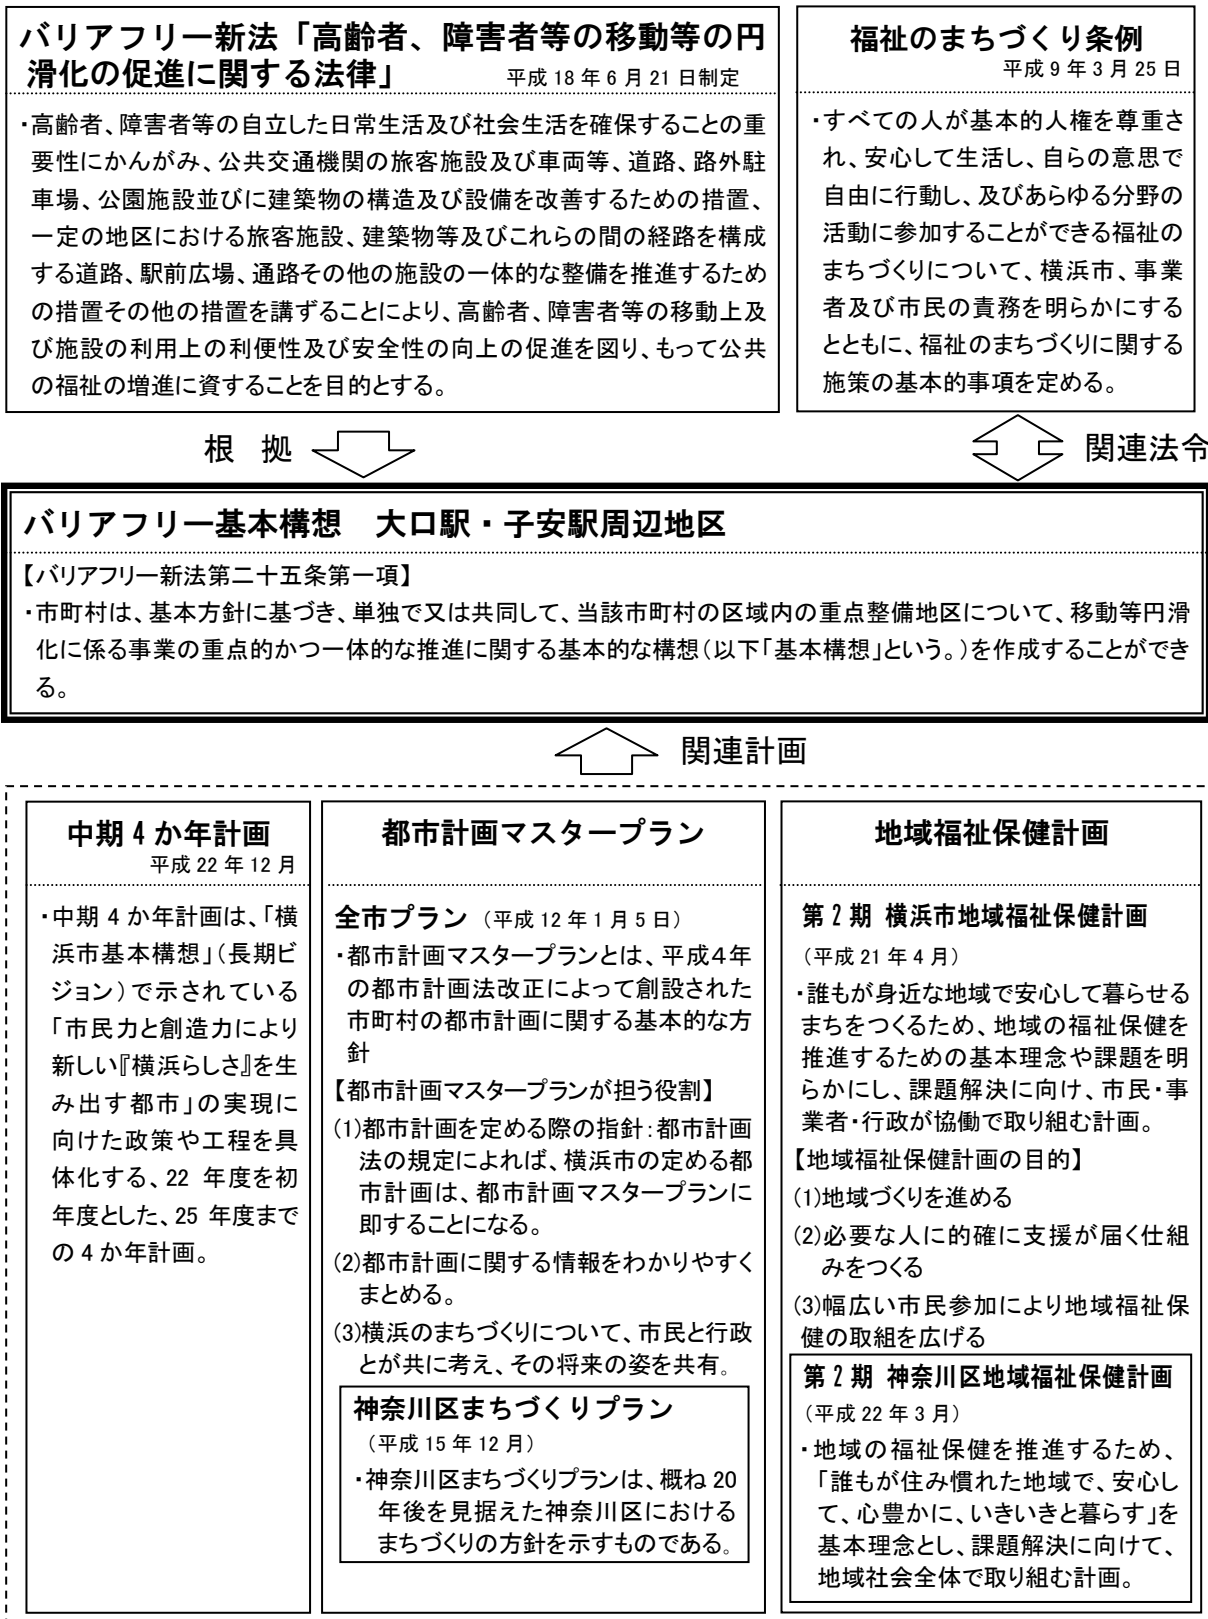 バリアフリー新法「高齢者、障害者等の移動等の円
滑化の促進に関する法律」 平成 18 年 6 月 21 日制定
・高齢者、障害者等の自立した日常生活及び社会生活を確保することの重
要性にかんがみ、公共交通機関の旅客施設及び車両等、道路、路外駐
車場、公園施設並びに建築物の構造及び設備を改善するための措置、
一定の地区における旅客施設、建築物等及びこれらの間の経路を構成
する道路、駅前広場、通路その他の施設の一体的な整備を推進するため
の措置その他の措置を講ずることにより、高齢者、障害者等の移動上及
び施設の利用上の利便性及び安全性の向上の促進を図り、もって公共
の福祉の増進に資することを目的とする。
福祉のまちづくり条例
平成 9 年 3 月 25 日
・すべての人が基本的人権を尊重さ
れ、安心して生活し、自らの意思で
自由に行動し、及びあらゆる分野の
活動に参加することができる福祉の
まちづくりについて、横浜市、事業
者及び市民の責務を明らかにする
とともに、福祉のまちづくりに関する
施策の基本的事項を定める。
根 拠
関連法令
バリアフリー基本構想 大口駅・子安駅周辺地区
【バリアフリー新法第二十五条第一項】
・市町村は、基本方針に基づき、単独で又は共同して、当該市町村の区域内の重点整備地区について、移動等円滑
化に係る事業の重点的かつ一体的な推進に関する基本的な構想(以下「基本構想」という。)を作成することができ
る。
関連計画
中期 4 か年計画
平成 22 年 12 月
・中期 4 か年計画は、「横
浜市基本構想」(長期ビ
ジョン)で示されている
「市民力と創造力により
新しい『横浜らしさ』を生
み出す都市」の実現に
向けた政策や工程を具
体化する、22 年度を初
年度とした、25 年度まで
の 4 か年計画。
都市計画マスタープラン
全市プラン (平成 12 年 1 月 5 日)
・都市計画マスタープランとは、平成4年
の都市計画法改正によって創設された
市町村の都市計画に関する基本的な方
針
【都市計画マスタープランが担う役割】
(1)都市計画を定める際の指針:都市計画
法の規定によれば、横浜市の定める都
市計画は、都市計画マスタープランに
即することになる。
(2)都市計画に関する情報をわかりやすく
まとめる。
(3)横浜のまちづくりについて、市民と行政
とが共に考え、その将来の姿を共有。
神奈川区まちづくりプラン
(平成 15 年 12 月)
・神奈川区まちづくりプランは、概ね 20
年後を見据えた神奈川区における
まちづくりの方針を示すものである。
地域福祉保健計画
第 2 期 横浜市地域福祉保健計画
(平成 21 年 4 月)
・誰もが身近な地域で安心して暮らせる
まちをつくるため、地域の福祉保健を
推進するための基本理念や課題を明
らかにし、課題解決に向け、市民・事
業者・行政が協働で取り組む計画。
【地域福祉保健計画の目的】
(1)地域づくりを進める
(2)必要な人に的確に支援が届く仕組
みをつくる
(3)幅広い市民参加により地域福祉保
健の取組を広げる
第 2 期 神奈川区地域福祉保健計画
(平成 22 年 3 月)
・地域の福祉保健を推進するため、
「誰もが住み慣れた地域で、安心し
て、心豊かに、いきいきと暮らす」を
基本理念とし、課題解決に向けて、
地域社会全体で取り組む計画。